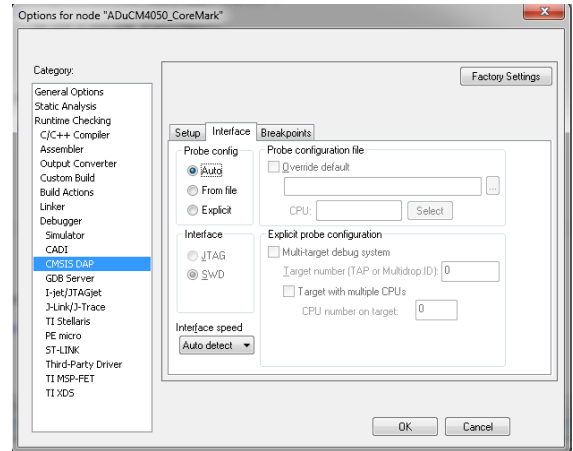 Options for node "ADuCM4050_CoreMark"
Category:
Factory Settings
General Options
Static Analysis
Runtime Checking
C/C++ Compiler
Assembler
Output Converter
Custom Build
Build Actions
Linker
Debugger
Simulator
CADI
CMSIS DAP
GDB Server
I-jet/JTAGjet
J-Link/J-Trace
TI Stellaris
PE micro
ST-LINK
Third-Party Driver
TI MSP-FET
TI XDS
Setup Interface Breakpoints
Probe config
Auto
From file
Explicit
Probe configuration file
Override default
...
CPU: Select
Interface
JTAG
SWD
Explicit probe configuration
Multi-target debug system
Target number (TAP or Multidrop ID): 0
Target with multiple CPUs
CPU number on target: 0
Interface speed
Auto detect
OK Cancel